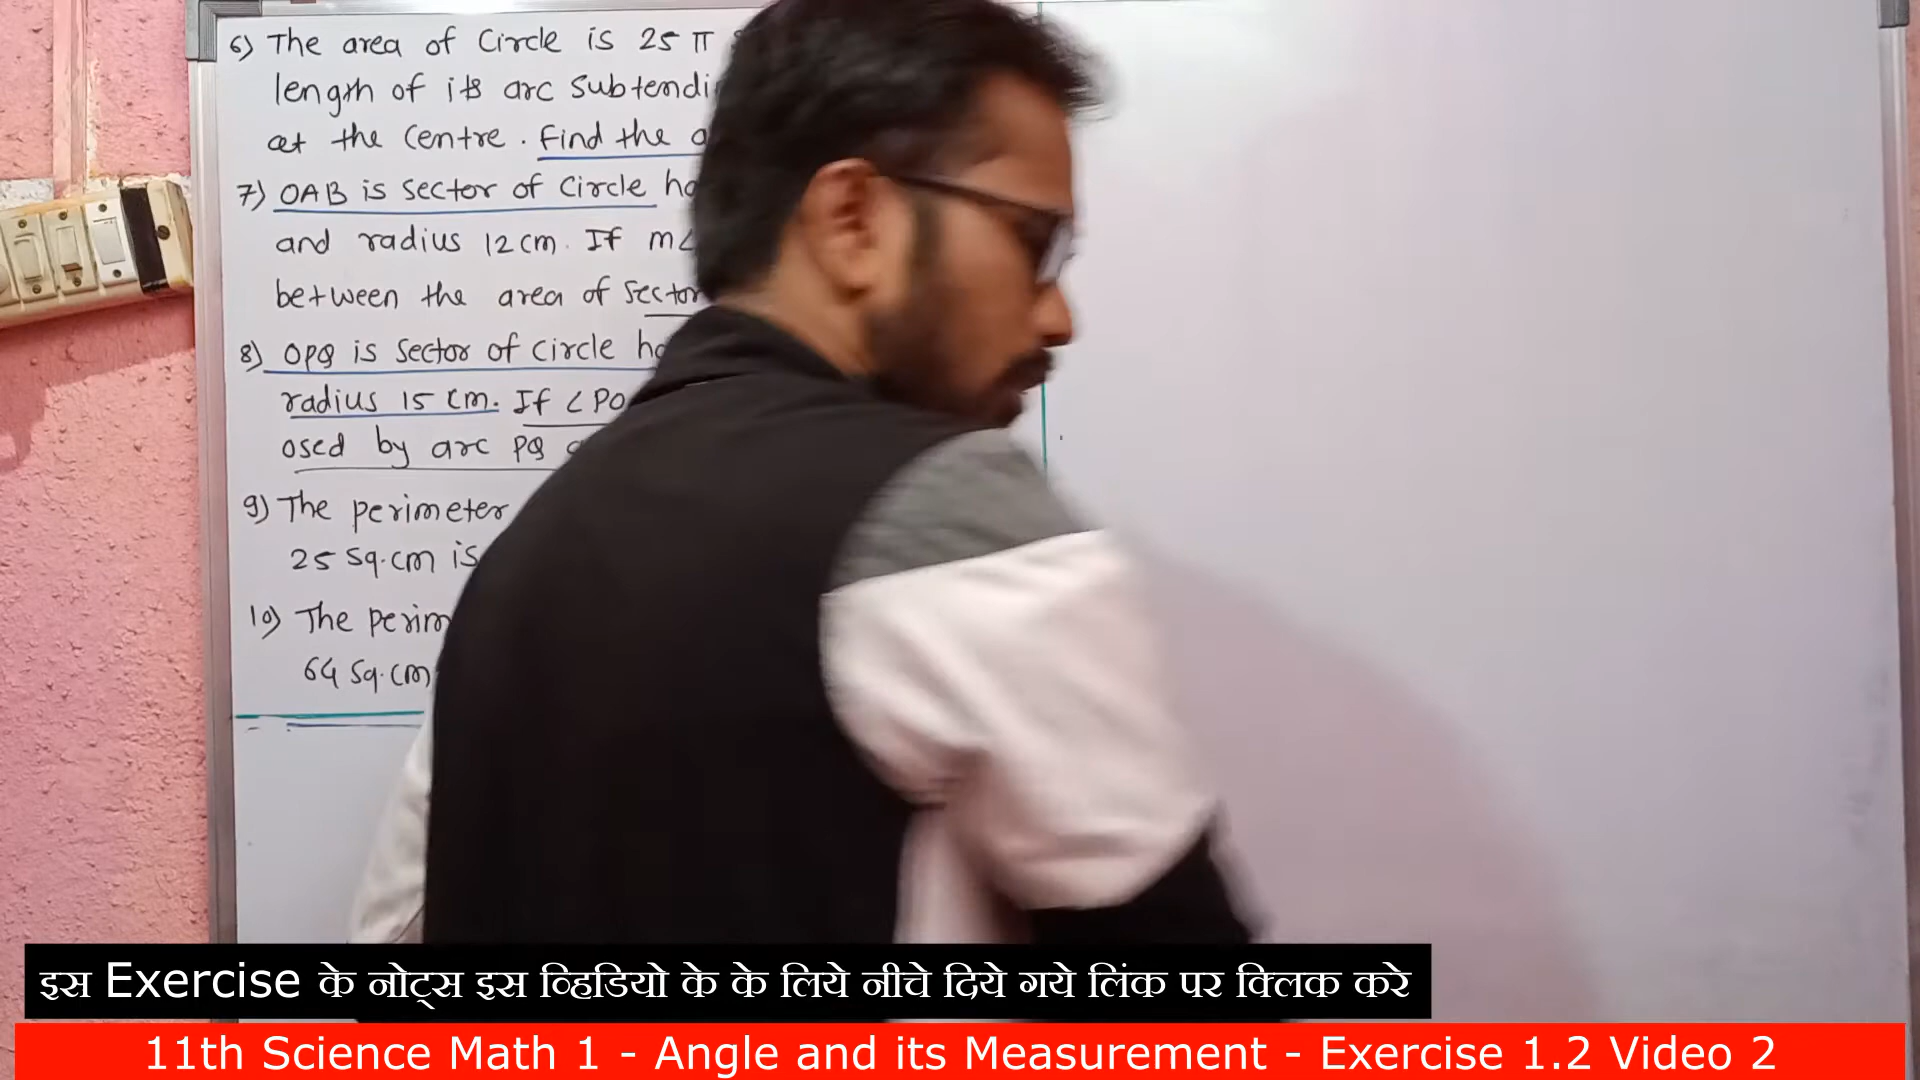 6) The area of Circle is 25 π
length of its arc Subtendi
at the Centre. Find the a
7) OAB is Sector of Circle ha
and radius 12 cm. If m∠
between the area of Sector
8) OPQ is Sector of circle ha
radius 15 cm. If ∠PO
osed by arc PQ
9) The perimeter
25 Sq.cm is
10) The perim
64 Sq.cm
इस Exercise के नोट्स इस व्हिडियो के के लिये नीचे दिये गये लिंक पर क्लिक करे
11th Science Math 1 - Angle and its Measurement - Exercise 1.2 Video 2